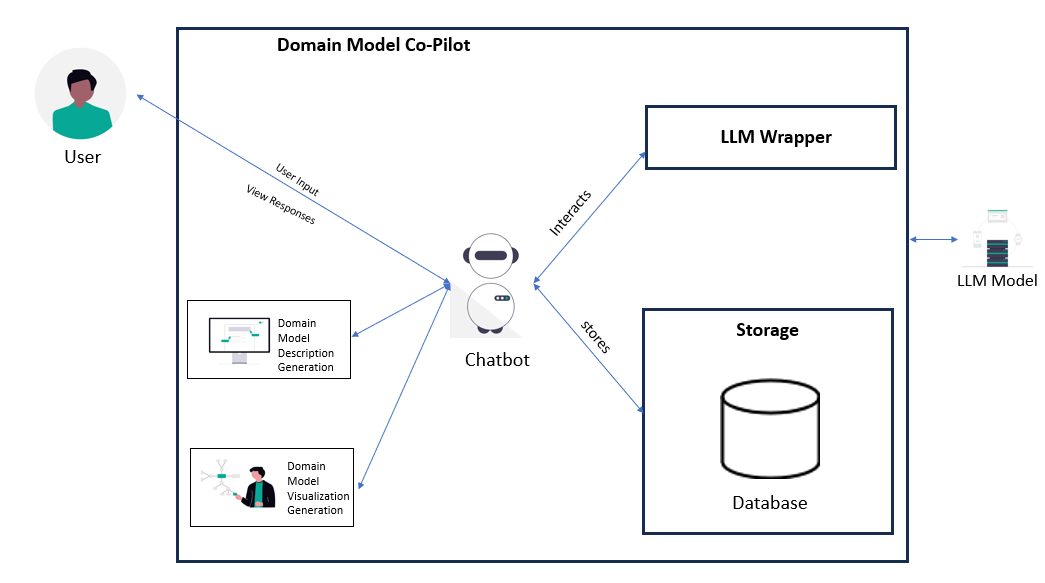 Domain Model Co-Pilot
User
User Input
View Responses
LLM Wrapper
Interacts
LLM Model
Chatbot
stores
Storage
Database
Domain
Model
Description
Generation
Domain
Model
Visualization
Generation